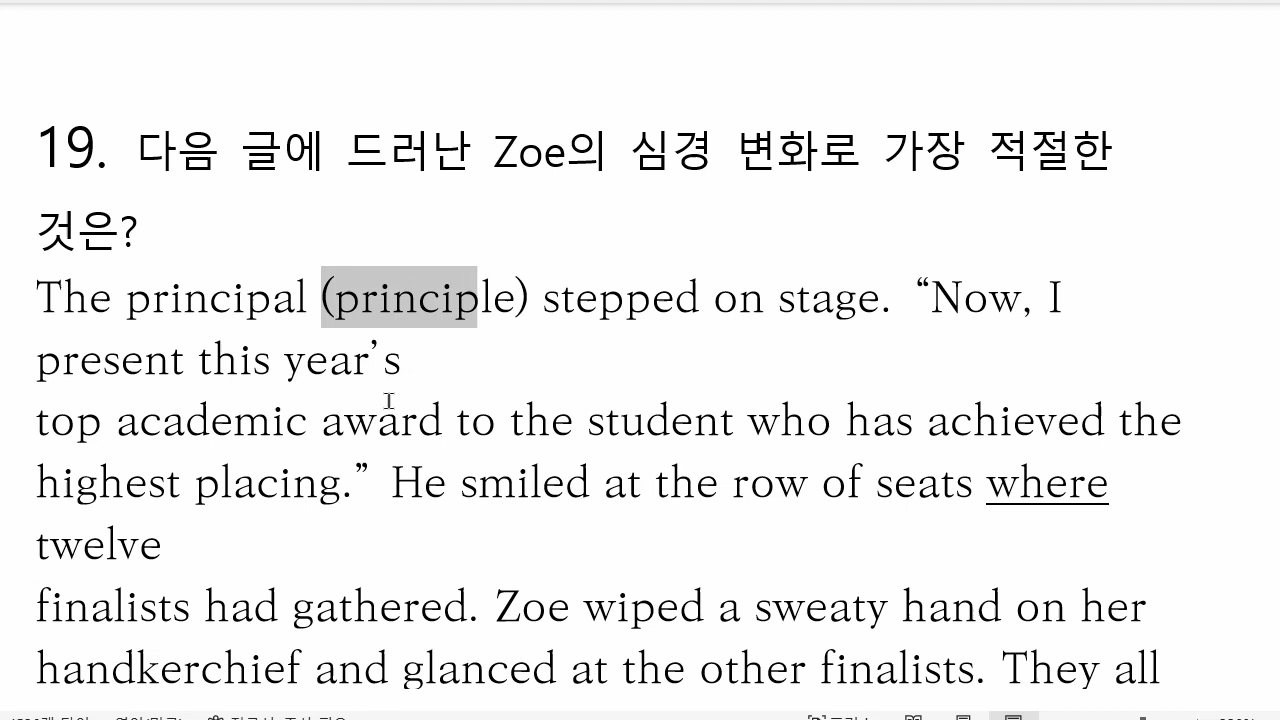 19. 다음 글에 드러난 Zoe의 심경 변화로 가장 적절한
것은?
The principal (principle) stepped on stage. “Now, I
present this year’s
top academic award to the student who has achieved the
highest placing.” He smiled at the row of seats where
twelve
finalists had gathered. Zoe wiped a sweaty hand on her
handkerchief and glanced at the other finalists. They all